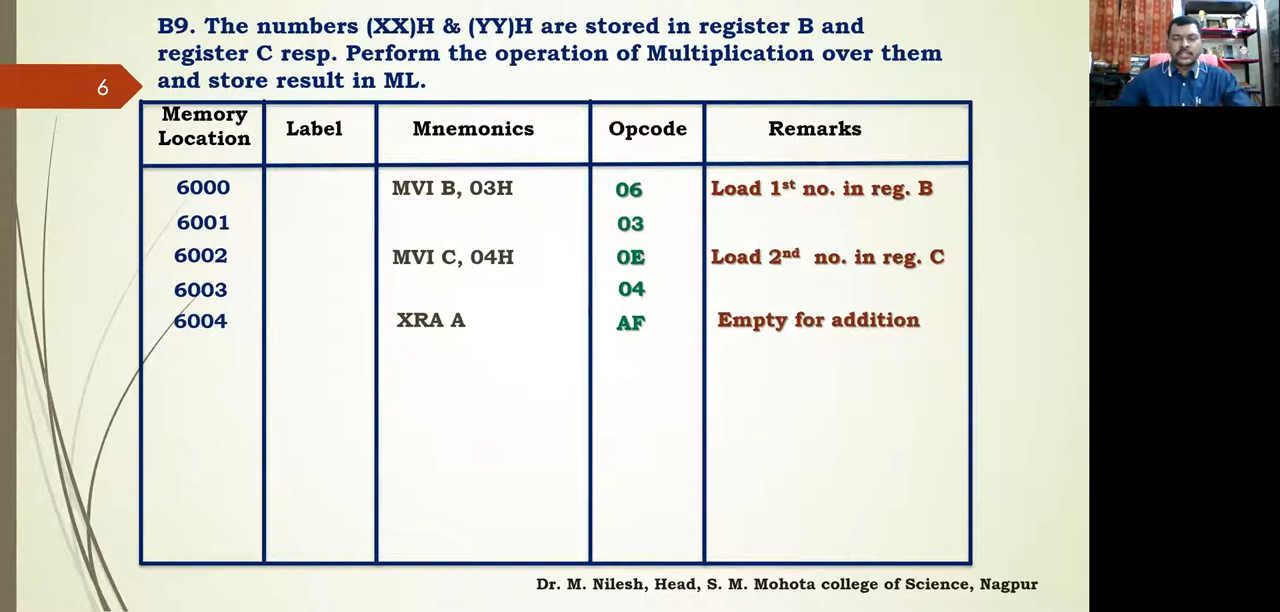 B9. The numbers (XX)H & (YY)H are stored in register B and
register C resp. Perform the operation of Multiplication over them
and store result in ML.
6
Memory Location Label Mnemonics Opcode Remarks
6000 MVI B, 03H 06 Load 1st no. in reg. B
6001 03
6002 MVI C, 04H 0E Load 2nd no. in reg. C
6003 04
6004 XRA A AF Empty for addition
Dr. M. Nilesh, Head, S. M. Mohota college of Science, Nagpur